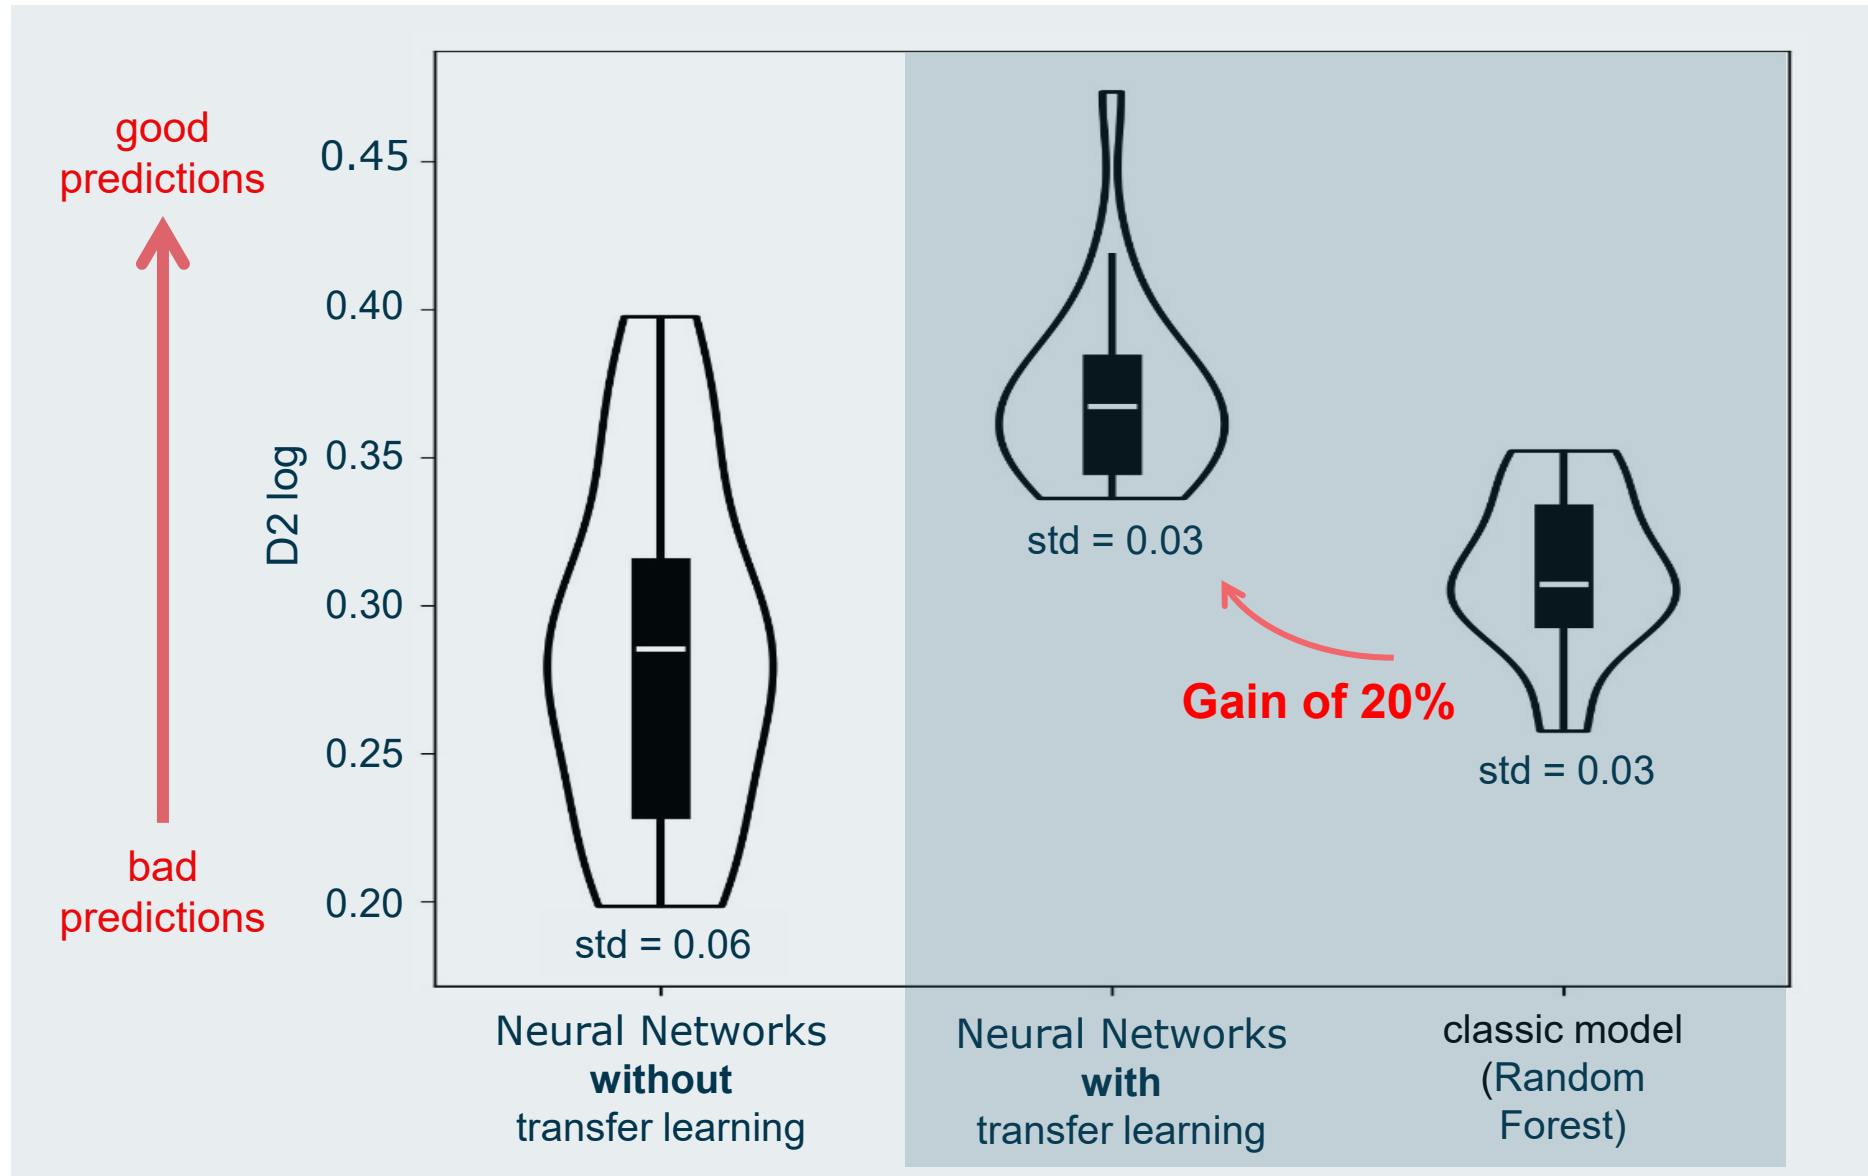 good
predictions
bad
predictions
D2 log
0.45
0.40
0.35
0.30
0.25
0.20
std = 0.06
std = 0.03
Gain of 20%
std = 0.03
Neural Networks
without
transfer learning
Neural Networks
with
transfer learning
classic model
(Random
Forest)